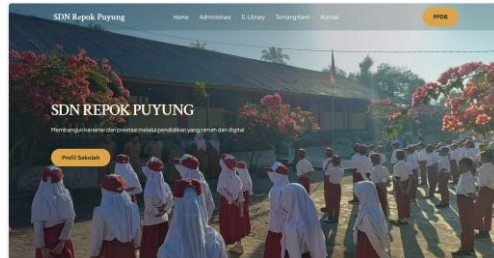 SDN Repok Puyung
Home Administrasi E-Library Tentang Kami Kontak
PPDB
SDN REPOK PUYUNG
Membangun karakter dan prestasi melalui pendidikan yang ramah dan digital
Profil Sekolah